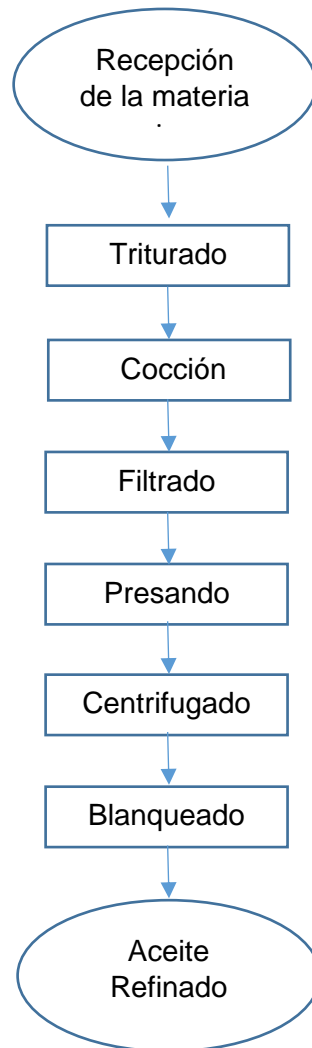 Recepción
de la materia
Triturado
Cocción
Filtrado
Presando
Centrifugado
Blanqueado
Aceite
Refinado